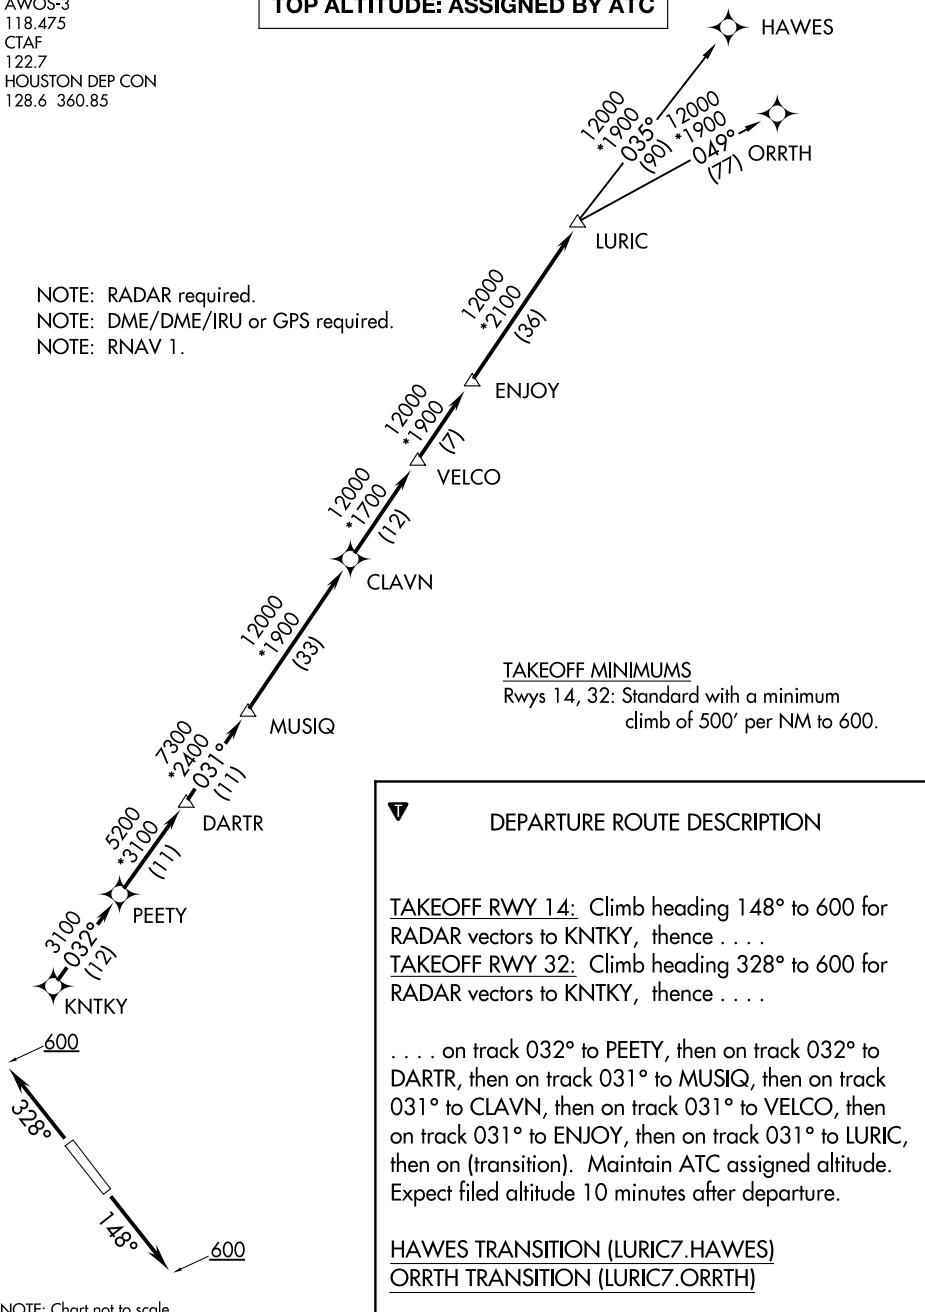 AWOS-3
118.475
CTAF
122.7
HOUSTON DEP CON
128.6 360.85
TOP ALTITUDE: ASSIGNED BY ATC
HAWES
12000
*1900
035°
(90)
12000
*1900
049°
(77)
ORRTH
LURIC
NOTE: RADAR required.
NOTE: DME/DME/IRU or GPS required.
NOTE: RNAV 1.
12000
*2100
(36)
ENJOY
12000
*1900
(7)
VELCO
12000
*1700
(12)
CLAVN
12000
*1900
(33)
MUSIQ
TAKEOFF MINIMUMS
Rwys 14, 32: Standard with a minimum
climb of 500' per NM to 600.
7300
*2400
031°
(11)
DARTR
5200
*3100
(11)
PEETY
3100
032°
(12)
KNTKY
600
328°
148°
600
NOTE: Chart not to scale.
T
DEPARTURE ROUTE DESCRIPTION
TAKEOFF RWY 14: Climb heading 148° to 600 for
RADAR vectors to KNTKY, thence . . . .
TAKEOFF RWY 32: Climb heading 328° to 600 for
RADAR vectors to KNTKY, thence . . . .
. . . . on track 032° to PEETY, then on track 032° to
DARTR, then on track 031° to MUSIQ, then on track
031° to CLAVN, then on track 031° to VELCO, then
on track 031° to ENJOY, then on track 031° to LURIC,
then on (transition). Maintain ATC assigned altitude.
Expect filed altitude 10 minutes after departure.
HAWES TRANSITION (LURIC7.HAWES)
ORRTH TRANSITION (LURIC7.ORRTH)